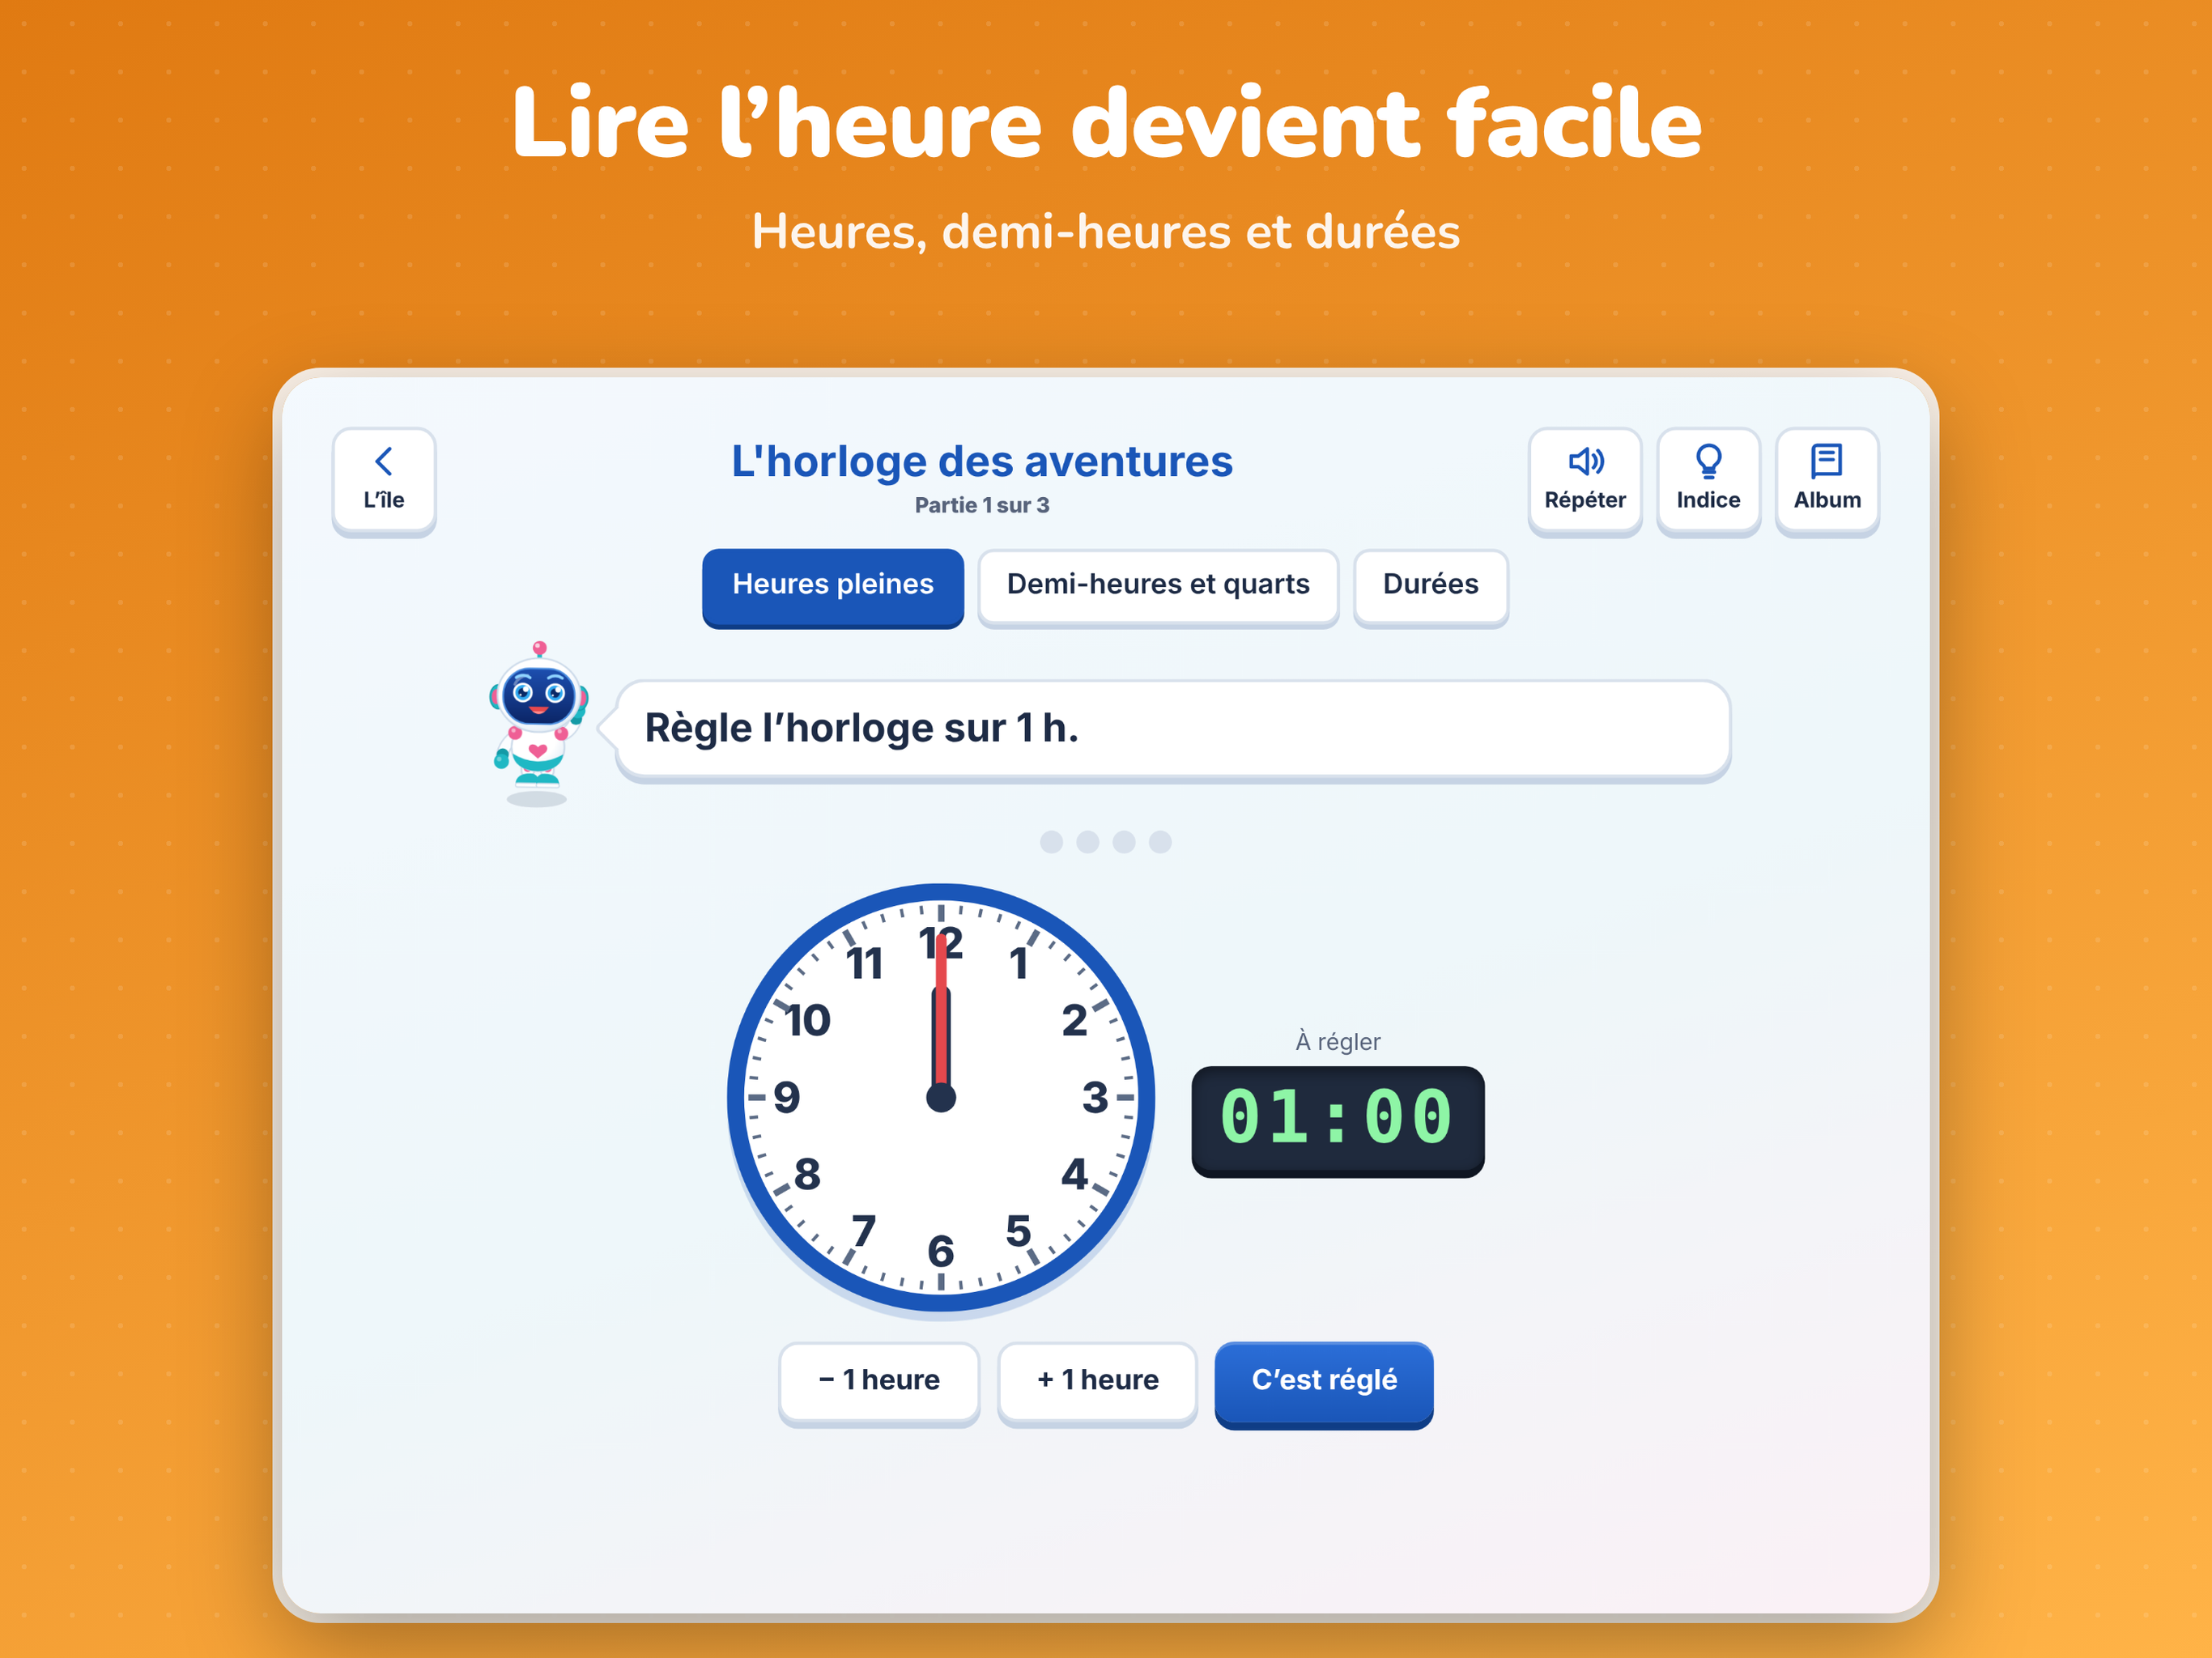 Lire l’heure devient facile
Heures, demi-heures et durées
L’île
L'horloge des aventures
Partie 1 sur 3
Répéter
Indice
Album
Heures pleines
Demi-heures et quarts
Durées
Règle l’horloge sur 1 h.
12
11
1
10
2
9
3
8
4
7
5
6
À régler
01:00
− 1 heure
+ 1 heure
C’est réglé